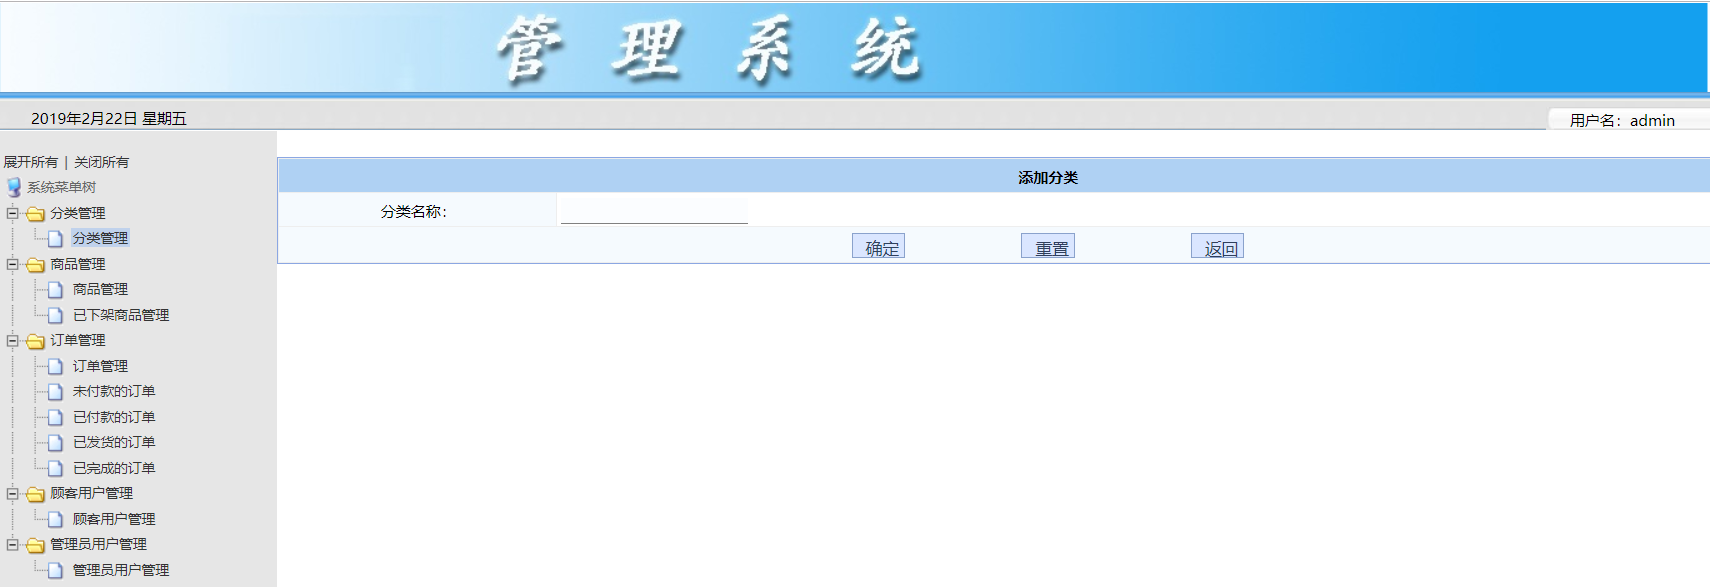 管理系统
2019年2月22日 星期五
用户名：admin
展开所有 | 关闭所有
系统菜单树
分类管理
分类管理
商品管理
商品管理
已下架商品管理
订单管理
订单管理
未付款的订单
已付款的订单
已发货的订单
已完成的订单
顾客用户管理
顾客用户管理
管理员用户管理
管理员用户管理
添加分类
分类名称：
确定 重置 返回